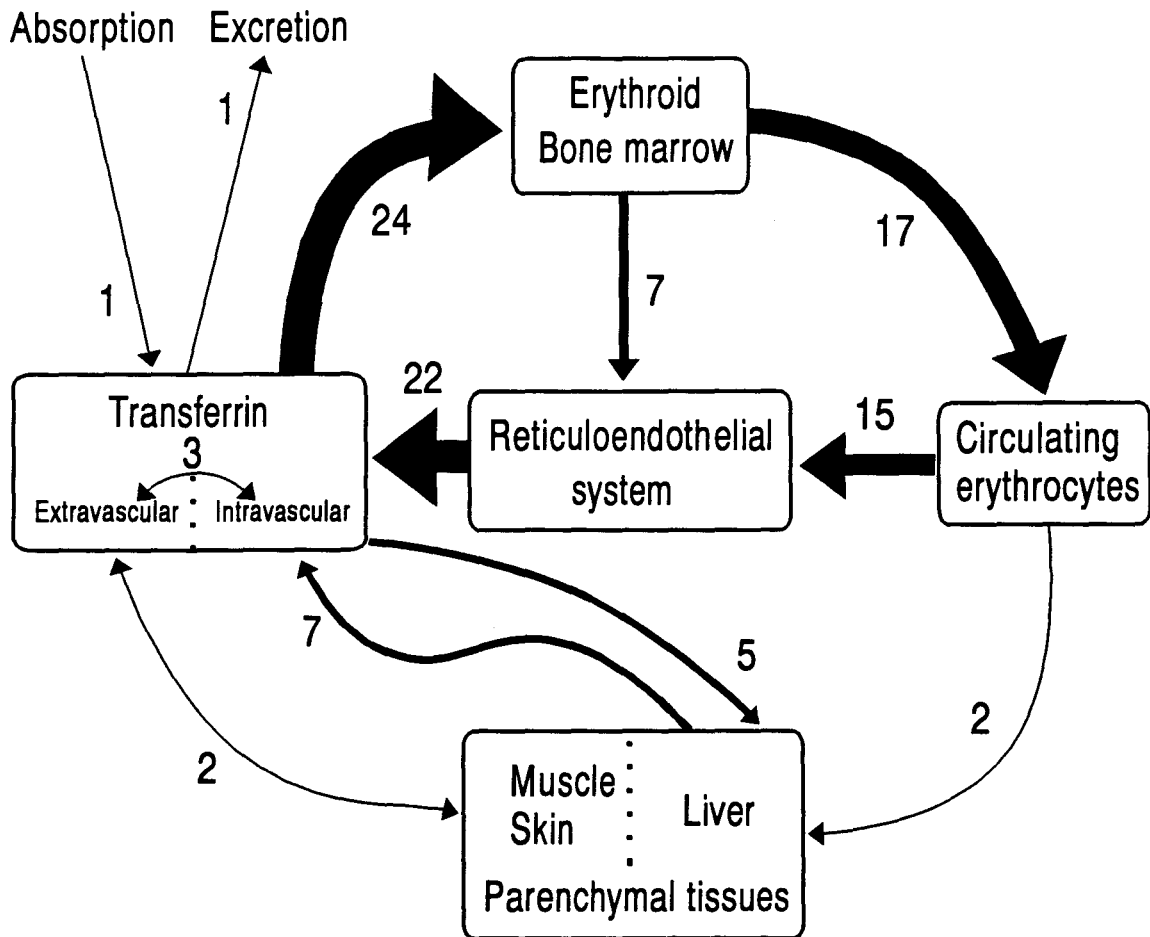 Absorption Excretion
1
1
24
Erythroid
Bone marrow
17
7
Transferrin
3
Extravascular Intravascular
22
Reticuloendothelial
system
15
Circulating
erythrocytes
7
5
2
2
Muscle
Skin
Liver
Parenchymal tissues